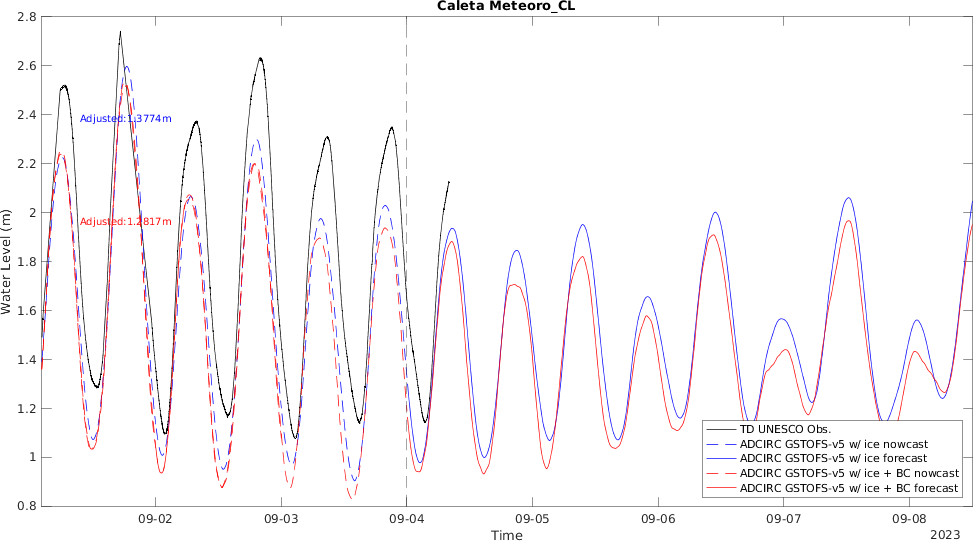 Caleta Meteoro_CL
2.8
2.6
2.4
2.2
2
1.8
1.6
1.4
1.2
1
0.8
Water Level (m)
Adjusted:1.3774m
Adjusted:1.2817m
TD UNESCO Obs.
ADCIRC GSTOFS-v5 w/ ice nowcast
ADCIRC GSTOFS-v5 w/ ice forecast
ADCIRC GSTOFS-v5 w/ ice + BC nowcast
ADCIRC GSTOFS-v5 w/ ice + BC forecast
09-02 09-03 09-04 09-05 09-06 09-07 09-08
Time
2023